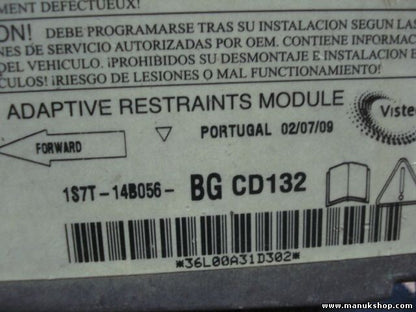 MENT DEFECTUEUX!
ON! DEBE PROGRAMARSE TRAS SU INSTALACION SEGUN LAS
NES DE SERVICIO AUTORIZADAS POR OEM. CONTIENE INFORMAC
DEL VEHICULO. ¡PROHIBIDOS SU DESMONTAJE E INSTALACION
CULOS! ¡RIESGO DE LESIONES O MAL FUNCIONAMIENTO!
ADAPTIVE RESTRAINTS MODULE
Visteo
FORWARD
PORTUGAL 02/07/09
1S7T-14B056- BG CD132
*36L00A31D302*
www.manukshop.com